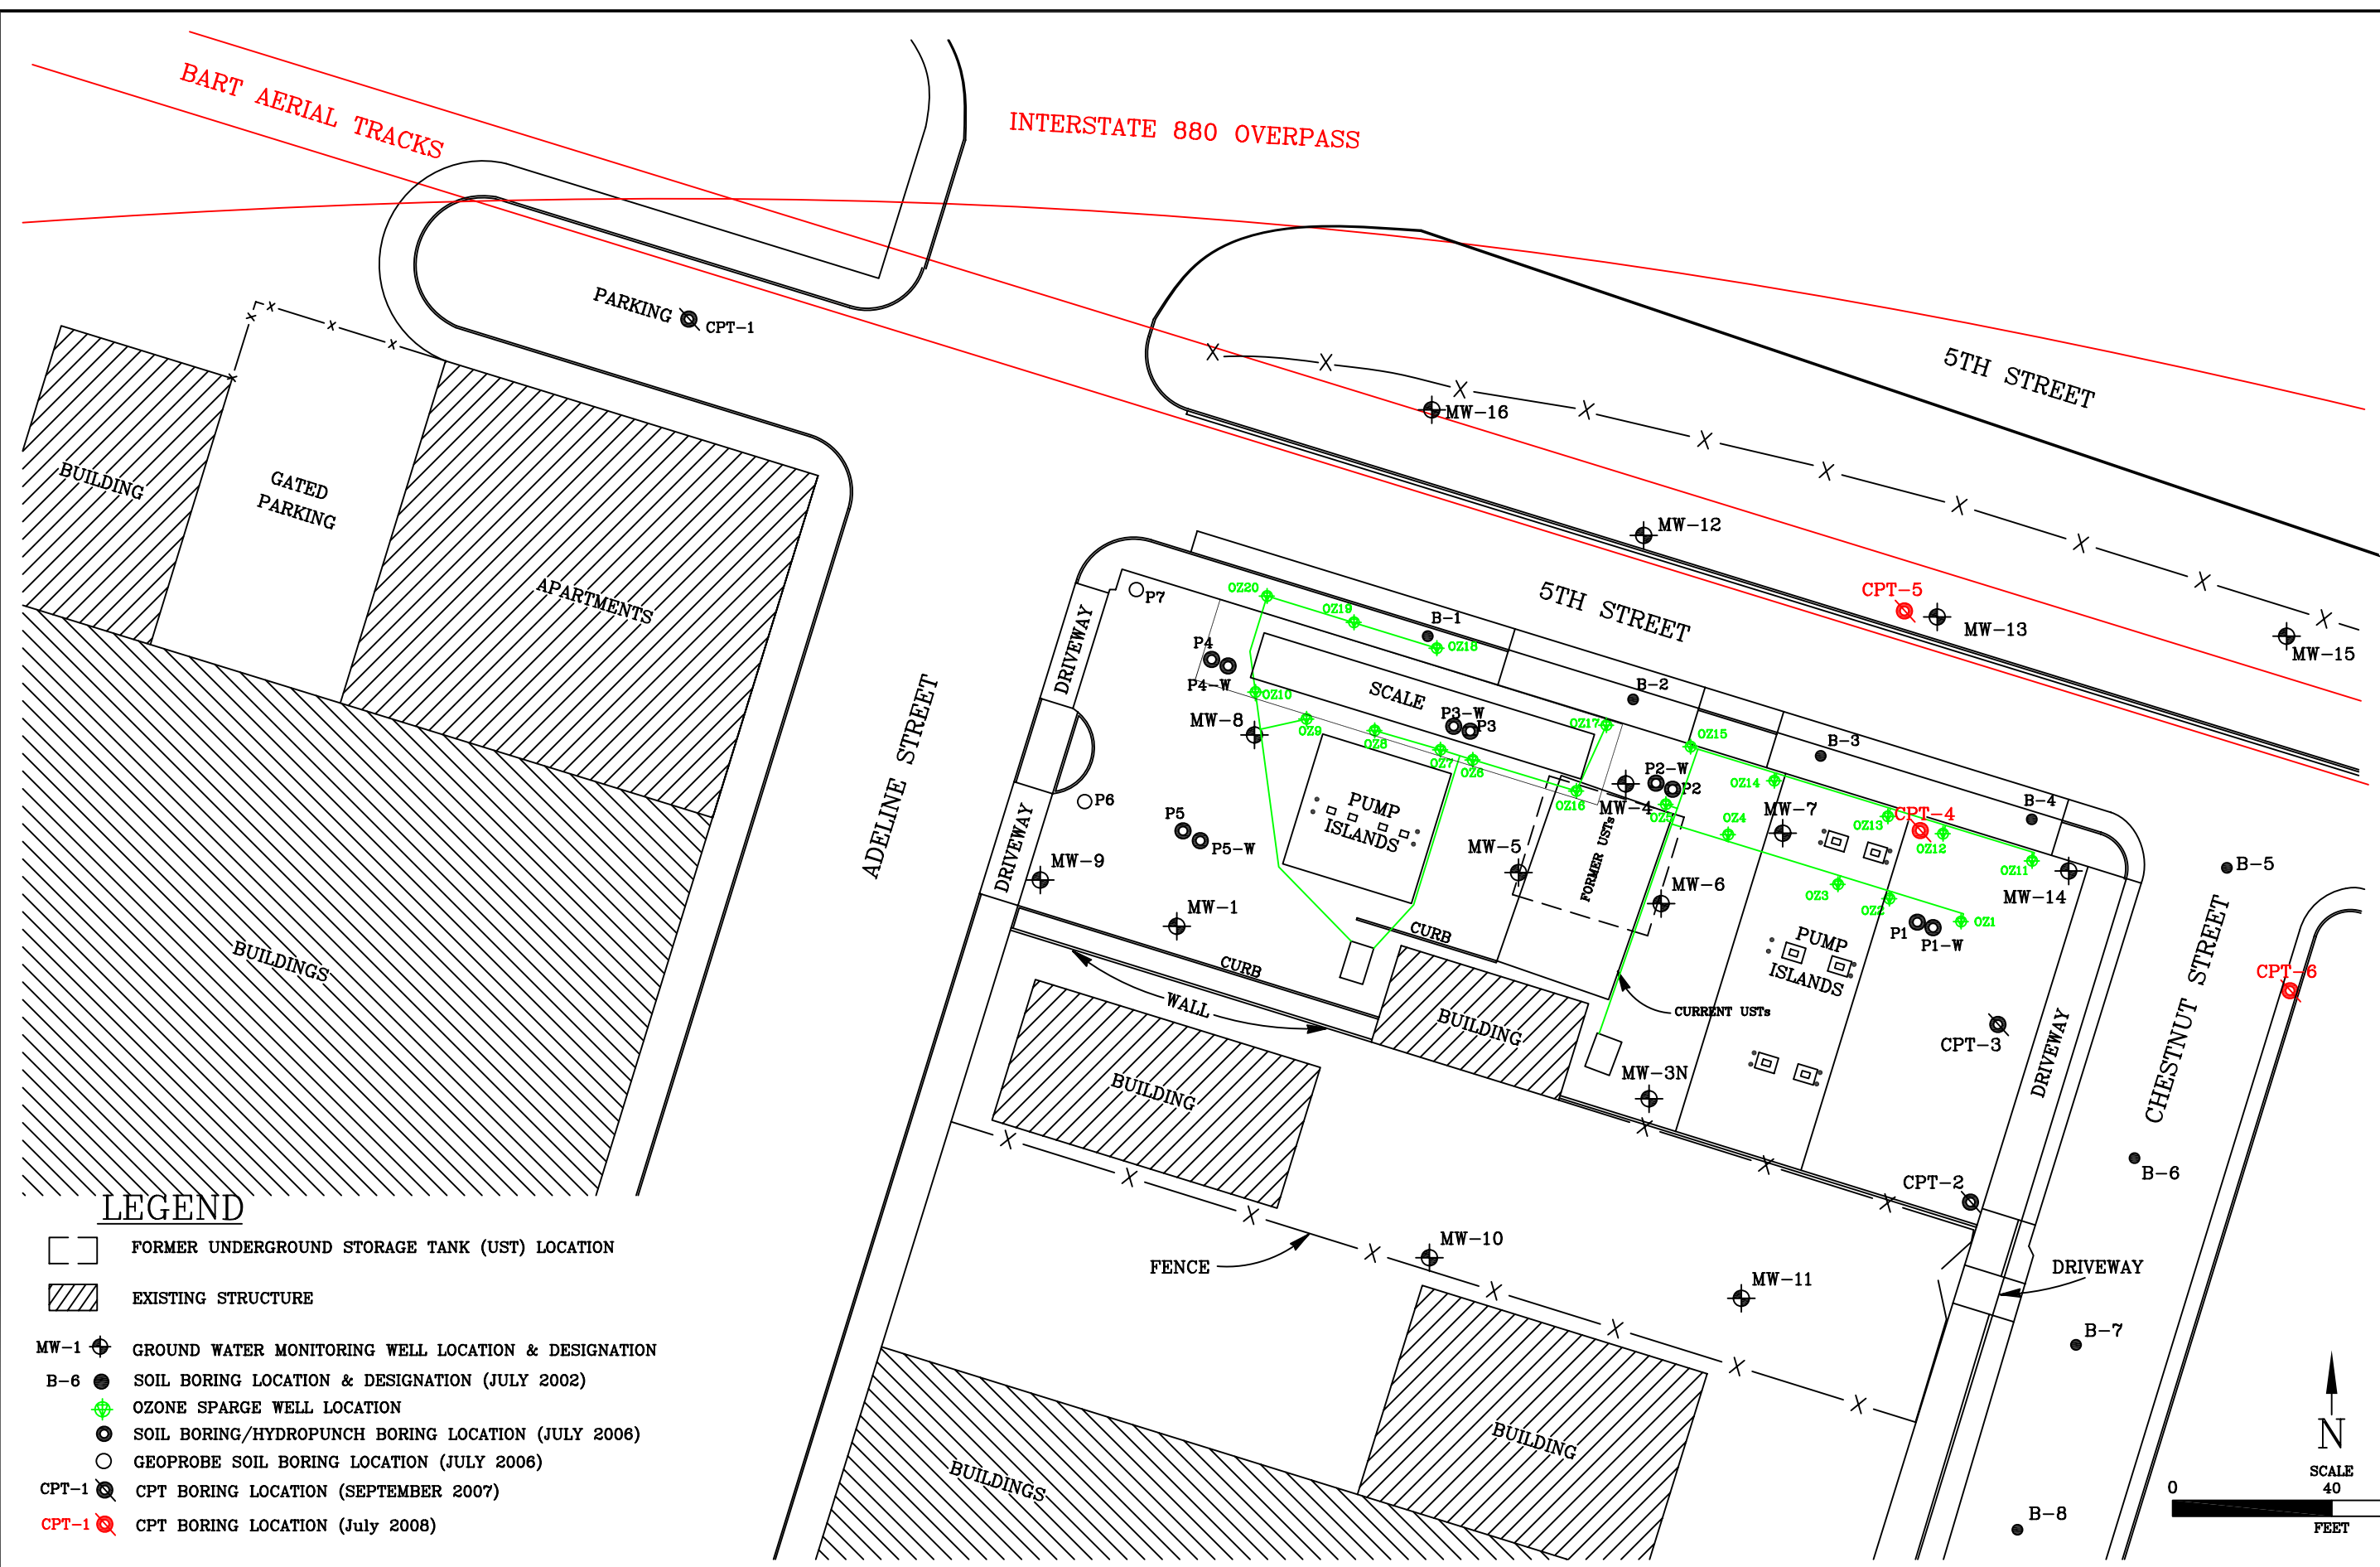 BART AERIAL TRACKS
INTERSTATE 880 OVERPASS
PARKING
CPT-1
5TH STREET
MW-16
BUILDING
GATED
PARKING
APARTMENTS
MW-12
CPT-5
MW-13
MW-15
5TH STREET
P7
OZ20
OZ19
B-1
OZ18
DRIVEWAY
P4
P4-W
OZ10
SCALE
B-2
MW-8
OZ9
OZ8
P3-W
P3
OZ7
OZ6
OZ17
OZ15
B-3
OZ16
MW-4
P2-W
P2
OZ5
OZ14
MW-7
OZ4
OZ13
CPT-4
OZ12
B-4
OZ11
MW-14
B-5
ADELINE STREET
P6
P5
P5-W
PUMP
ISLANDS
MW-5
FORMER USTs
MW-6
OZ3
OZ2
OZ1
P1
P1-W
DRIVEWAY
MW-9
MW-1
CURB
CURB
WALL
PUMP
ISLANDS
CURRENT USTs
CPT-6
CHESTNUT STREET
BUILDINGS
BUILDING
BUILDING
MW-3N
CPT-3
DRIVEWAY
B-6
CPT-2
FENCE
MW-10
MW-11
DRIVEWAY
B-7
BUILDING
BUILDINGS
B-8
LEGEND
FORMER UNDERGROUND STORAGE TANK (UST) LOCATION
EXISTING STRUCTURE
MW-1 GROUND WATER MONITORING WELL LOCATION & DESIGNATION
B-6 SOIL BORING LOCATION & DESIGNATION (JULY 2002)
OZONE SPARGE WELL LOCATION
SOIL BORING/HYDROPUNCH BORING LOCATION (JULY 2006)
GEOPROBE SOIL BORING LOCATION (JULY 2006)
CPT-1 CPT BORING LOCATION (SEPTEMBER 2007)
CPT-1 CPT BORING LOCATION (July 2008)
N
SCALE
0 40
FEET